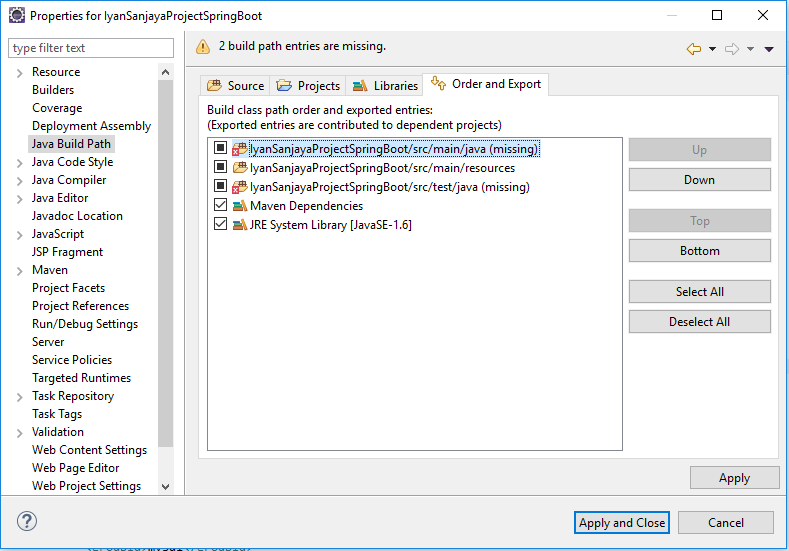 Properties for IyanSanjayaProjectSpringBoot
type filter text
2 build path entries are missing.
Resource
Builders
Coverage
Deployment Assembly
Java Build Path
Java Code Style
Java Compiler
Java Editor
Javadoc Location
JavaScript
JSP Fragment
Maven
Project Facets
Project References
Run/Debug Settings
Server
Service Policies
Targeted Runtimes
Task Repository
Task Tags
Validation
Web Content Settings
Web Page Editor
Web Project Settings
Source Projects Libraries Order and Export
Build class path order and exported entries:
(Exported entries are contributed to dependent projects)
IyanSanjayaProjectSpringBoot/src/main/java (missing)
IyanSanjayaProjectSpringBoot/src/main/resources
IyanSanjayaProjectSpringBoot/src/test/java (missing)
Maven Dependencies
JRE System Library [JavaSE-1.6]
Up
Down
Top
Bottom
Select All
Deselect All
Apply
Apply and Close Cancel